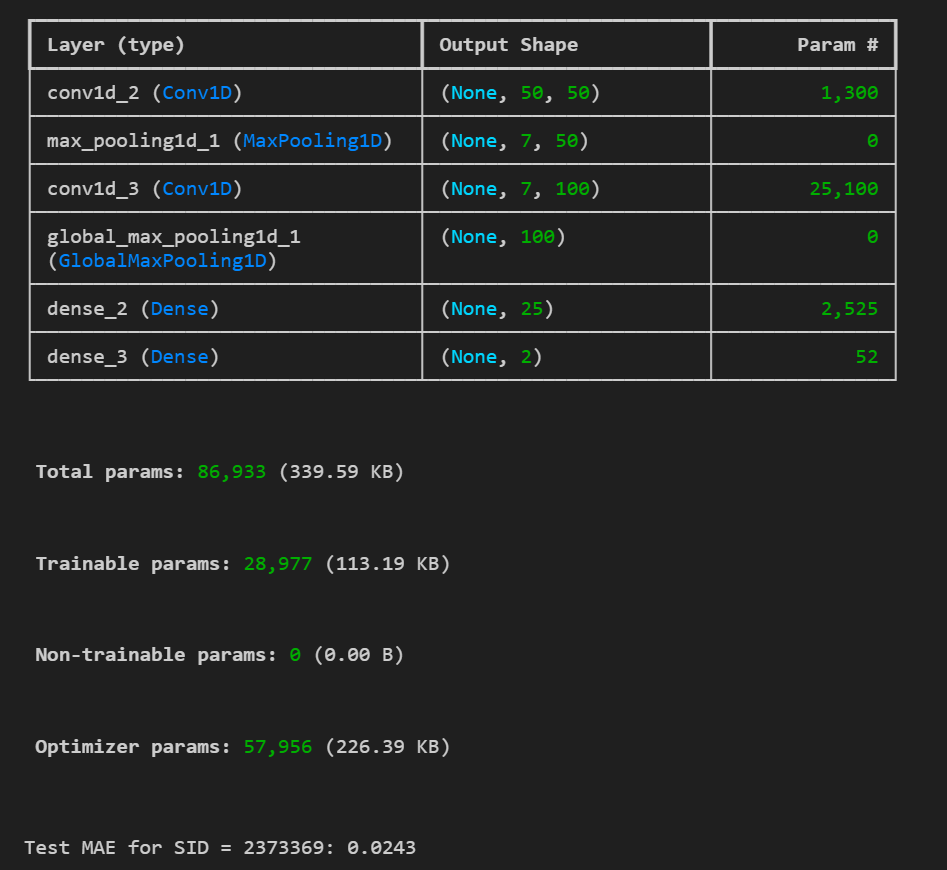 Layer (type) Output Shape Param #
conv1d_2 (Conv1D) (None, 50, 50) 1,300
max_pooling1d_1 (MaxPooling1D) (None, 7, 50) 0
conv1d_3 (Conv1D) (None, 7, 100) 25,100
global_max_pooling1d_1 (None, 100) 0
(GlobalMaxPooling1D)
dense_2 (Dense) (None, 25) 2,525
dense_3 (Dense) (None, 2) 52
Total params: 86,933 (339.59 KB)
Trainable params: 28,977 (113.19 KB)
Non-trainable params: 0 (0.00 B)
Optimizer params: 57,956 (226.39 KB)
Test MAE for SID = 2373369: 0.0243